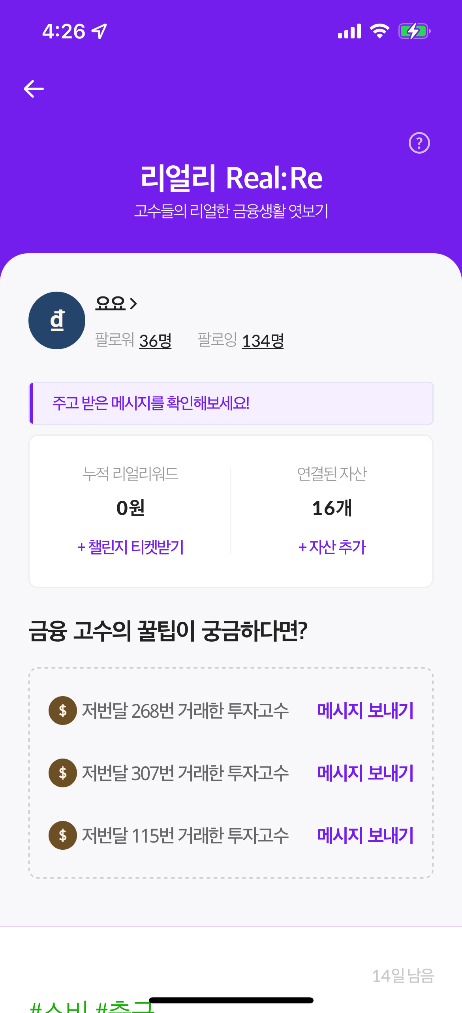 4:26
?
리얼리 Real:Re
고수들의 리얼한 금융생활 엿보기
요요 >
팔로워 36명 팔로잉 134명
주고 받은 메시지를 확인해보세요!
누적 리얼리워드 연결된 자산
0원 16개
+ 챌린지 티켓받기 + 자산 추가
금융 고수의 꿀팁이 궁금하다면?
$ 저번달 268번 거래한 투자고수 메시지 보내기
$ 저번달 307번 거래한 투자고수 메시지 보내기
$ 저번달 115번 거래한 투자고수 메시지 보내기
14일 남음
#소비